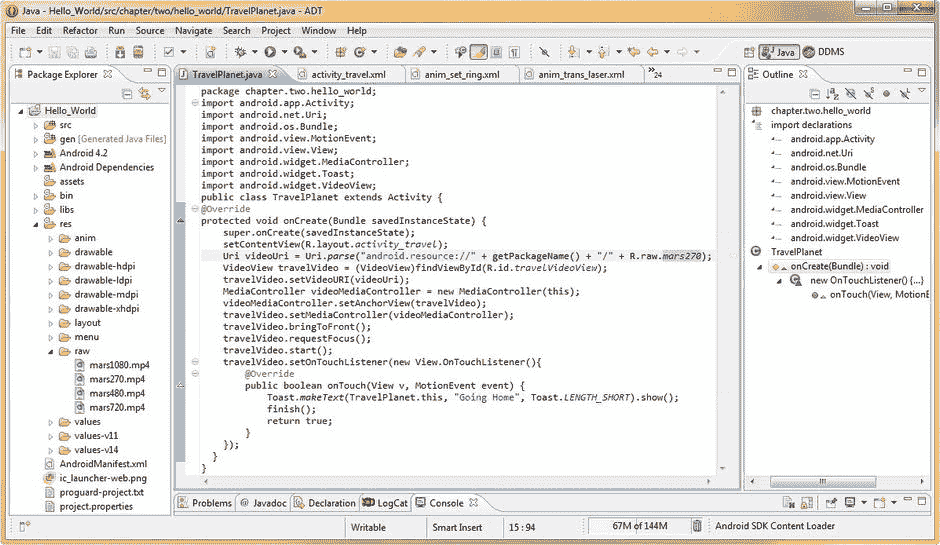 Java - Hello_World/src/chapter/two/hello_world/TravelPlanet.java - ADT
File Edit Refactor Run Source Navigate Search Project Window Help
Java DDMS
Package Explorer
Hello_World
src
gen [Generated Java Files]
Android 4.2
Android Dependencies
assets
bin
libs
res
anim
drawable
drawable-hdpi
drawable-ldpi
drawable-mdpi
drawable-xhdpi
layout
menu
raw
mars1080.mp4
mars270.mp4
mars480.mp4
mars720.mp4
values
values-v11
values-v14
AndroidManifest.xml
ic_launcher-web.png
proguard-project.txt
project.properties
TravelPlanet.java activity_travel.xml anim_set_ring.xml anim_trans_laser.xml »24
package chapter.two.hello_world;
import android.app.Activity;
import android.net.Uri;
import android.os.Bundle;
import android.view.MotionEvent;
import android.view.View;
import android.widget.MediaController;
import android.widget.Toast;
import android.widget.VideoView;
public class TravelPlanet extends Activity {
@Override
protected void onCreate(Bundle savedInstanceState) {
super.onCreate(savedInstanceState);
setContentView(R.layout.activity_travel);
Uri videoUri = Uri.parse("android.resource://" + getPackageName() + "/" + R.raw.mars270);
VideoView travelVideo = (VideoView)findViewById(R.id.travelVideoView);
travelVideo.setVideoURI(videoUri);
MediaController videoMediaController = new MediaController(this);
videoMediaController.setAnchorView(travelVideo);
travelVideo.setMediaController(videoMediaController);
travelVideo.bringToFront();
travelVideo.requestFocus();
travelVideo.start();
travelVideo.setOnTouchListener(new View.OnTouchListener(){
@Override
public boolean onTouch(View v, MotionEvent event) {
Toast.makeText(TravelPlanet.this, "Going Home", Toast.LENGTH_SHORT).show();
finish();
return true;
}
});
}
}
Outline
chapter.two.hello_world
import declarations
android.app.Activity
android.net.Uri
android.os.Bundle
android.view.MotionEvent
android.view.View
android.widget.MediaController
android.widget.Toast
android.widget.VideoView
TravelPlanet
onCreate(Bundle) : void
new OnTouchListener() {...}
onTouch(View, MotionE
Problems @ Javadoc Declaration LogCat Console
Writable Smart Insert 15 : 94 67M of 144M Android SDK Content Loader